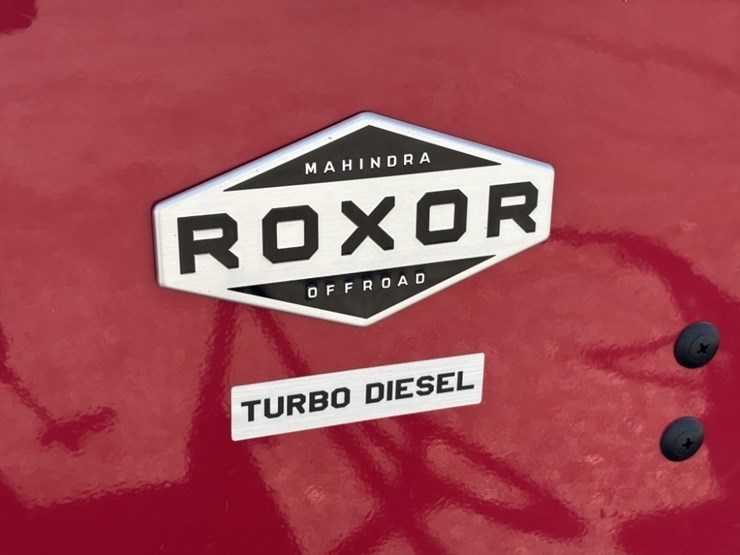 MAHINDRA
ROXOR
OFFROAD
TURBO DIESEL